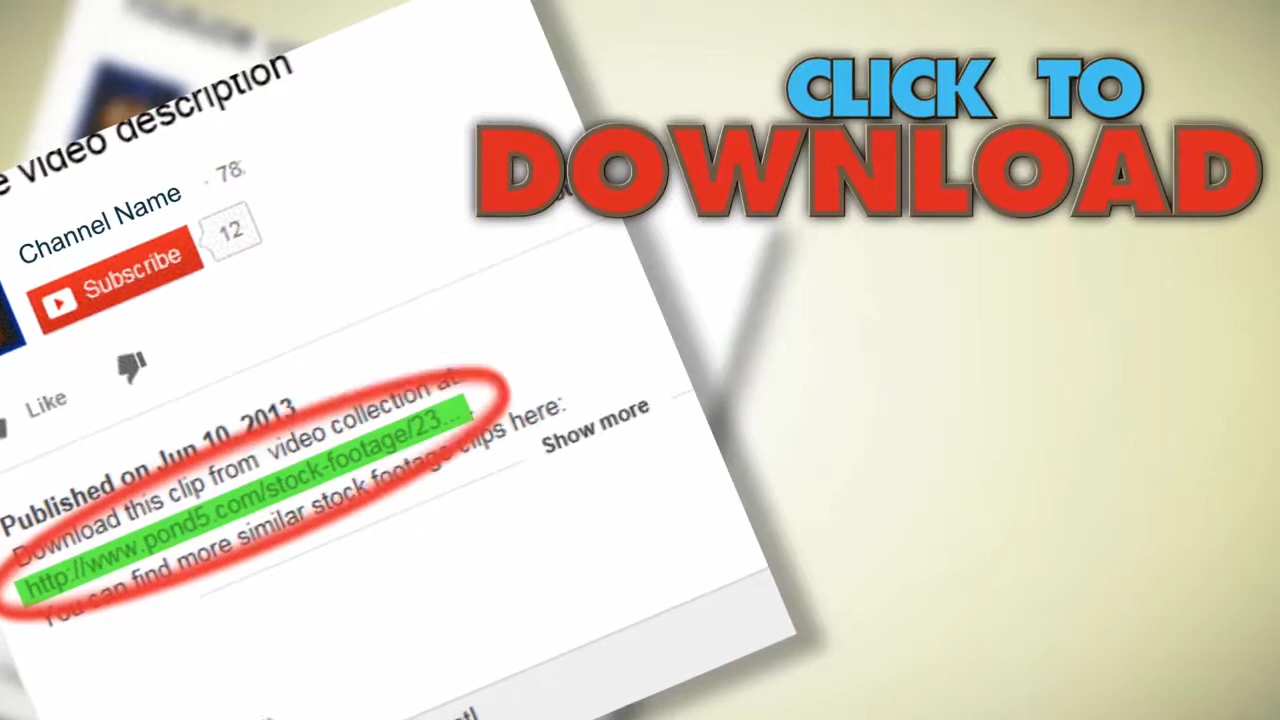 CLICK TO
DOWNLOAD
video description
Channel Name
78
Subscribe
12
Like
Published on Jun 10, 2013
Download this clip from video collection at
http://www.pond5.com/stock-footage/23...
You can find more similar stock footage clips here:
Show more